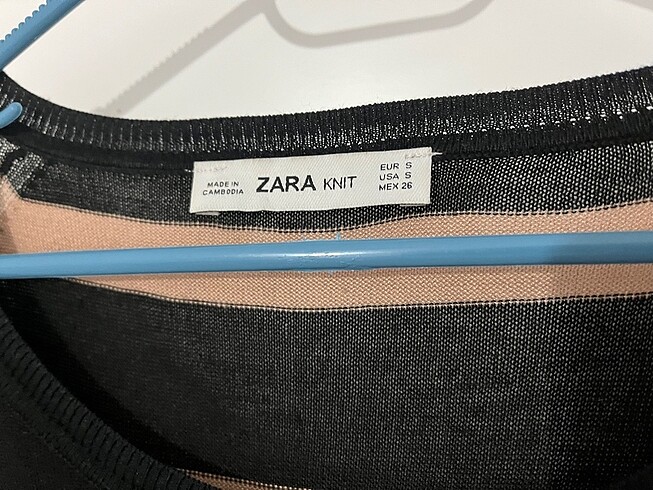 MADE IN
CAMBODIA
ZARA KNIT
EUR S
USA S
MEX 26